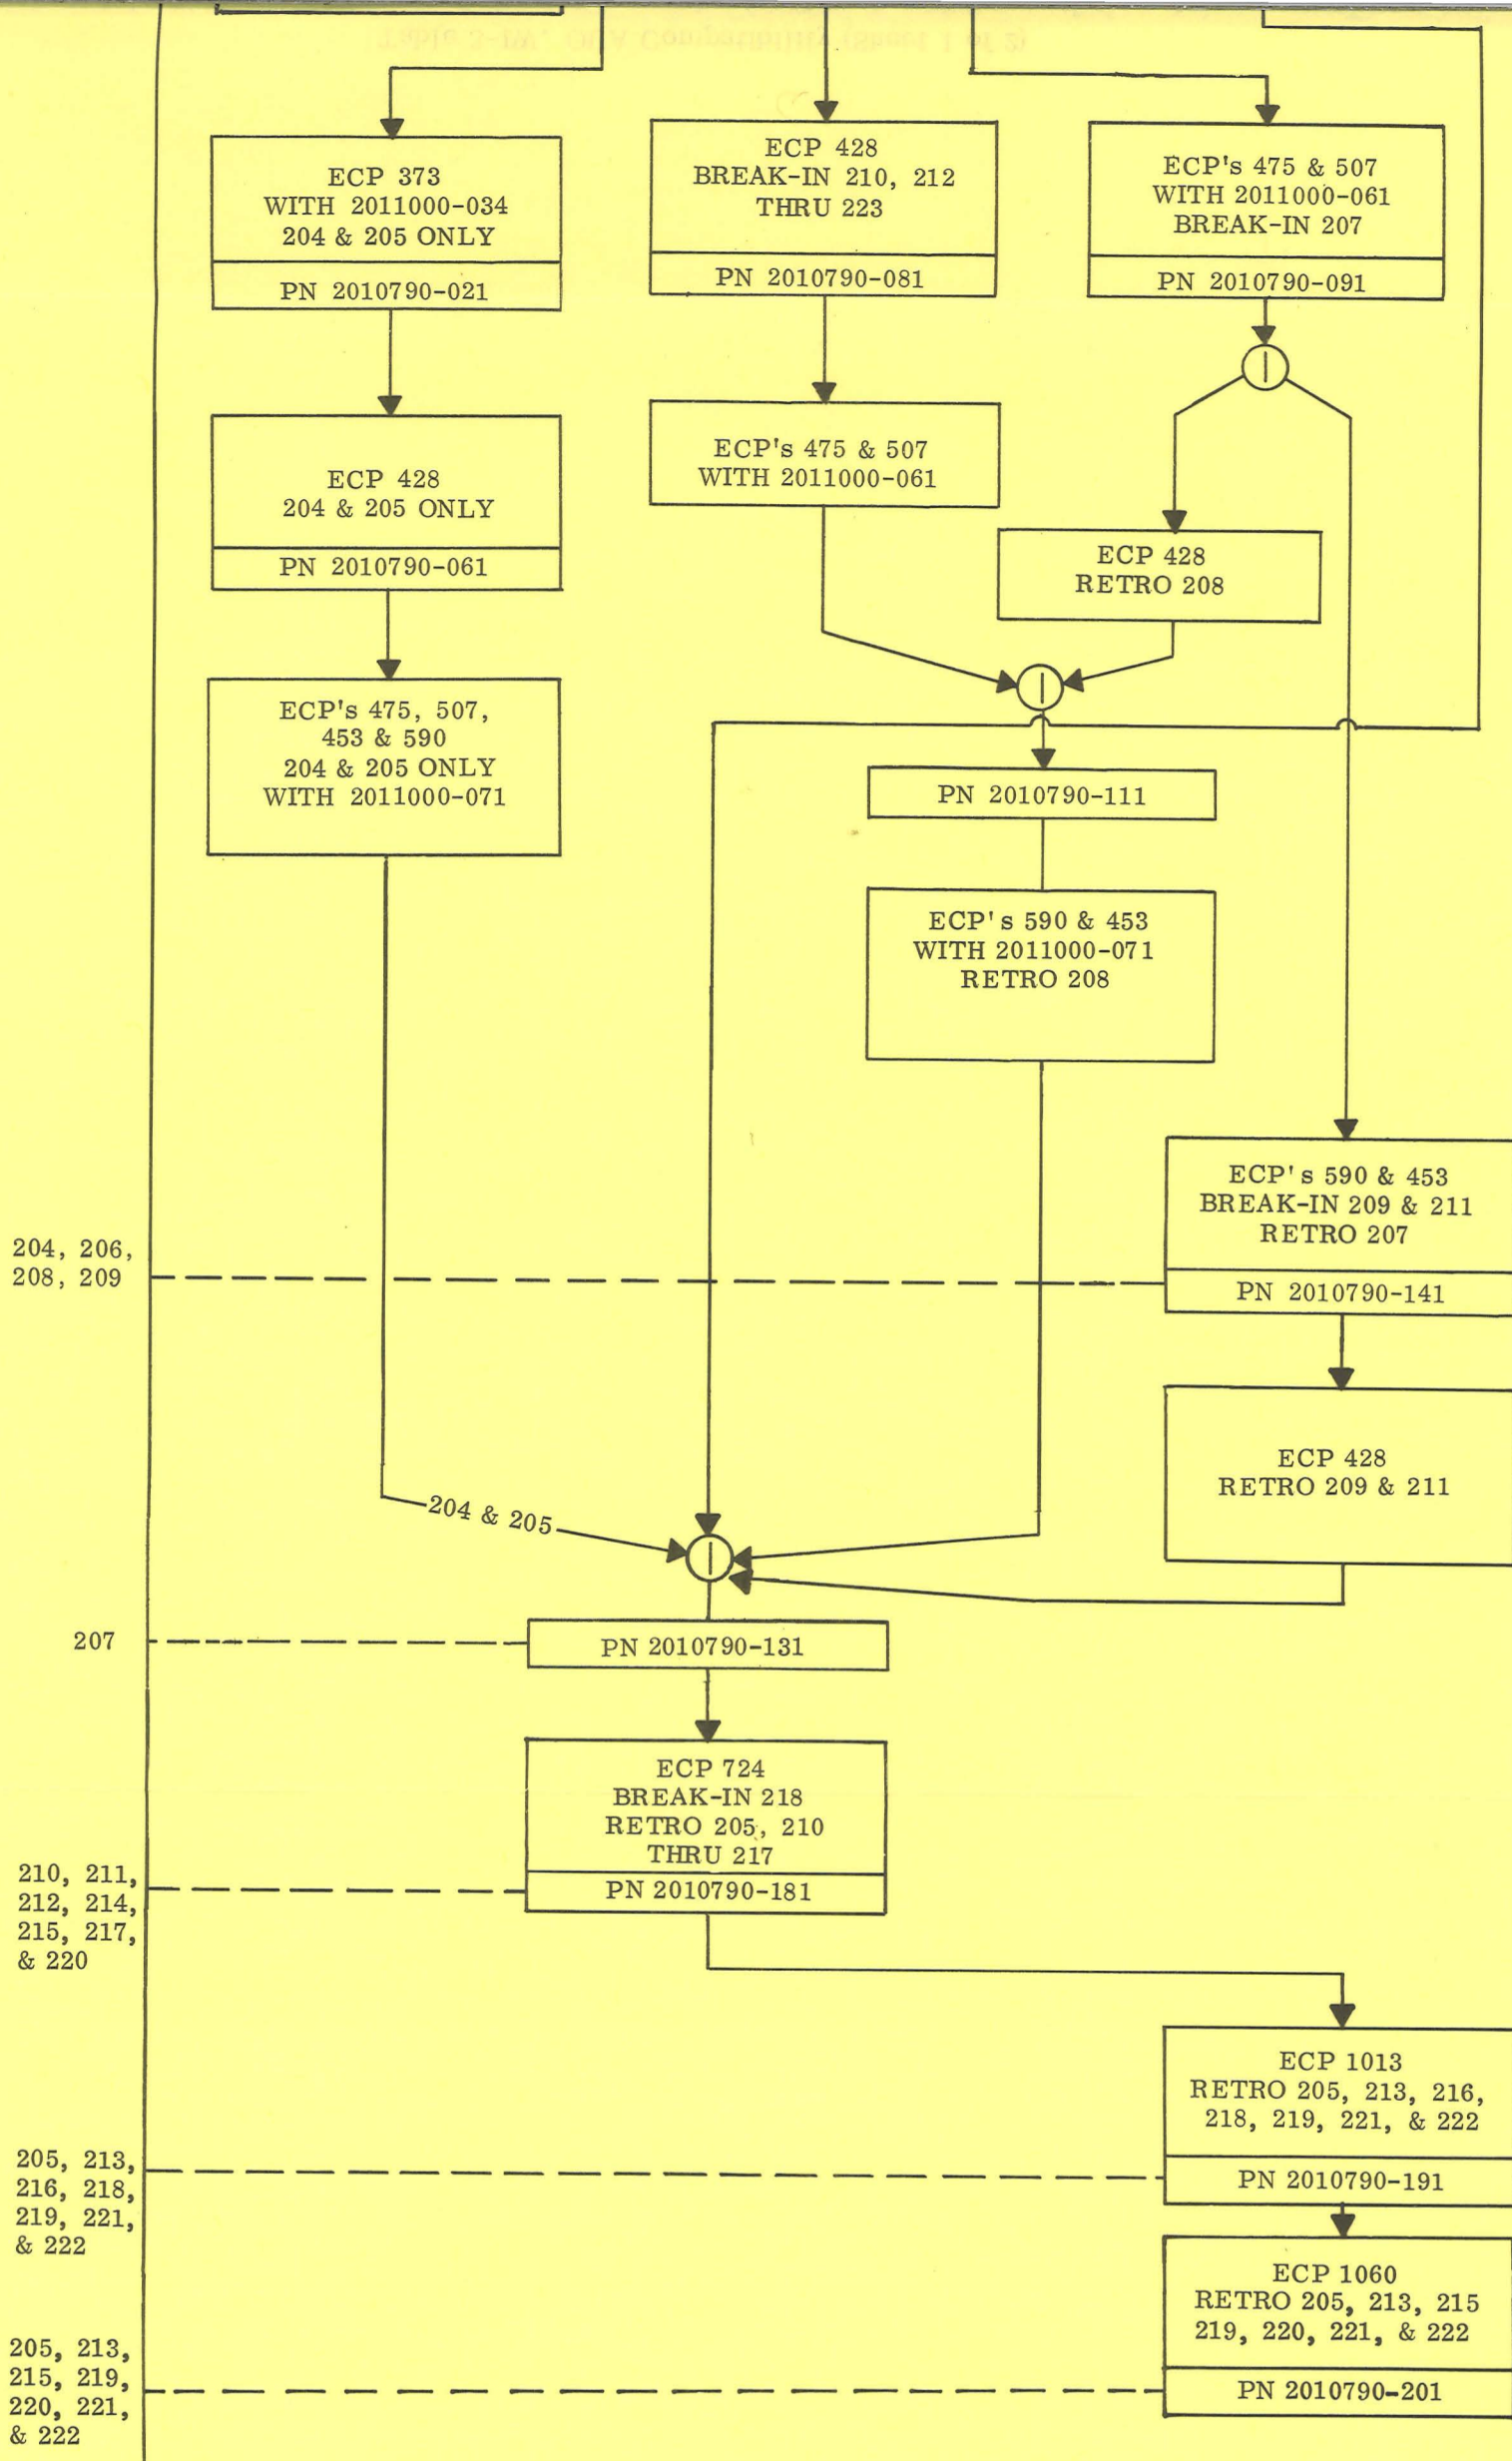 ECP 373
WITH 2011000-034
204 & 205 ONLY
PN 2010790-021
ECP 428
BREAK-IN 210, 212
THRU 223
PN 2010790-081
ECP's 475 & 507
WITH 2011000-061
BREAK-IN 207
PN 2010790-091
ECP 428
204 & 205 ONLY
PN 2010790-061
ECP's 475 & 507
WITH 2011000-061
ECP 428
RETRO 208
ECP's 475, 507,
453 & 590
204 & 205 ONLY
WITH 2011000-071
PN 2010790-111
ECP's 590 & 453
WITH 2011000-071
RETRO 208
ECP's 590 & 453
BREAK-IN 209 & 211
RETRO 207
PN 2010790-141
204, 206,
208, 209
ECP 428
RETRO 209 & 211
204 & 205
207
PN 2010790-131
ECP 724
BREAK-IN 218
RETRO 205, 210
THRU 217
PN 2010790-181
210, 211,
212, 214,
215, 217,
& 220
ECP 1013
RETRO 205, 213, 216,
218, 219, 221, & 222
PN 2010790-191
205, 213,
216, 218,
219, 221,
& 222
ECP 1060
RETRO 205, 213, 215
219, 220, 221, & 222
PN 2010790-201
205, 213,
215, 219,
220, 221,
& 222